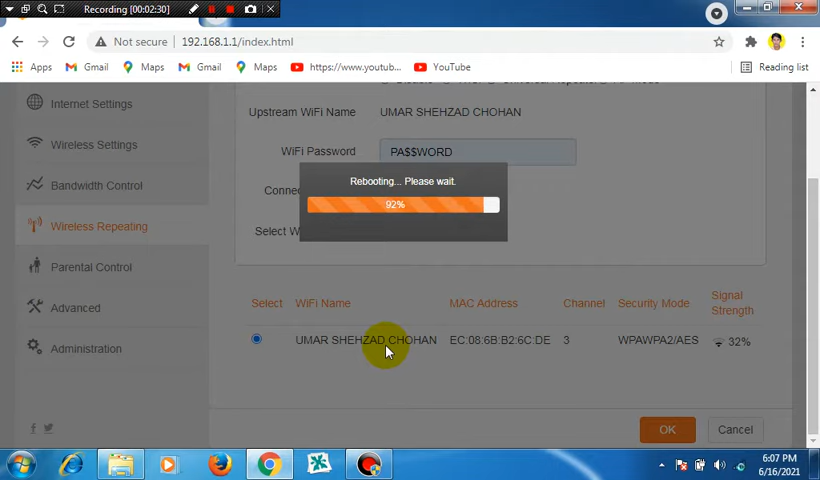 Recording [00:02:30]
Not secure 192.168.1.1/index.html
Apps Gmail Maps Gmail Maps https://www.youtub... YouTube Reading list
Internet Settings
Upstream WiFi Name UMAR SHEHZAD CHOHAN
Wireless Settings
WiFi Password PA$$WORD
Rebooting... Please wait.
Bandwidth Control
Connec
92%
Wireless Repeating
Select W
Parental Control
Select WiFi Name MAC Address Channel Security Mode Signal Strength
Advanced
UMAR SHEHZAD CHOHAN EC:08:6B:B2:6C:DE 3 WPAWPA2/AES 32%
Administration
OK Cancel
6:07 PM
6/16/2021